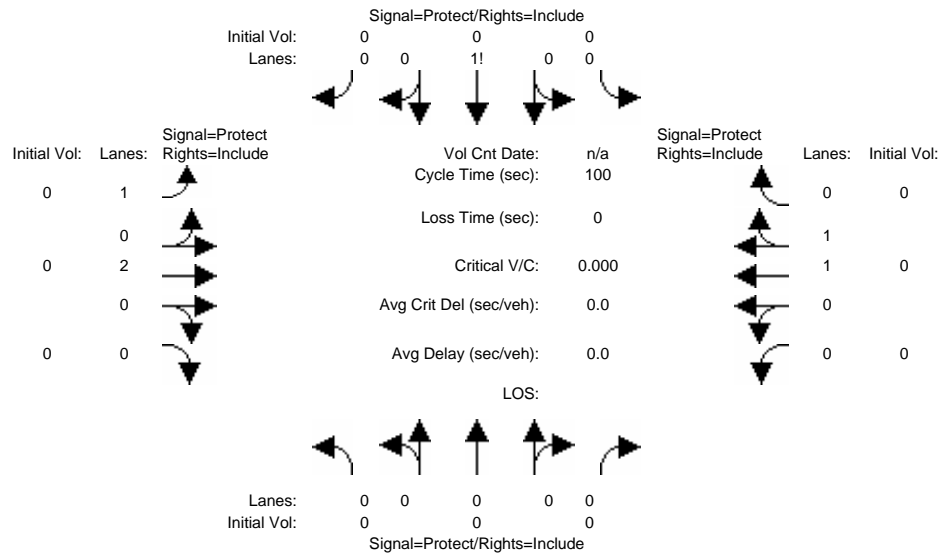 Signal=Protect/Rights=Include
Initial Vol: 0 0 0
Lanes: 0 0 1! 0 0
Signal=Protect Signal=Protect
Initial Vol: Lanes: Rights=Include Vol Cnt Date: n/a Rights=Include Lanes: Initial Vol:
Cycle Time (sec): 100
0 1 0 0
Loss Time (sec): 0
0 1
0 2 Critical V/C: 0.000 1 0
0 Avg Crit Del (sec/veh): 0.0 0
0 0 Avg Delay (sec/veh): 0.0 0 0
LOS:
Lanes: 0 0 0 0 0
Initial Vol: 0 0 0
Signal=Protect/Rights=Include